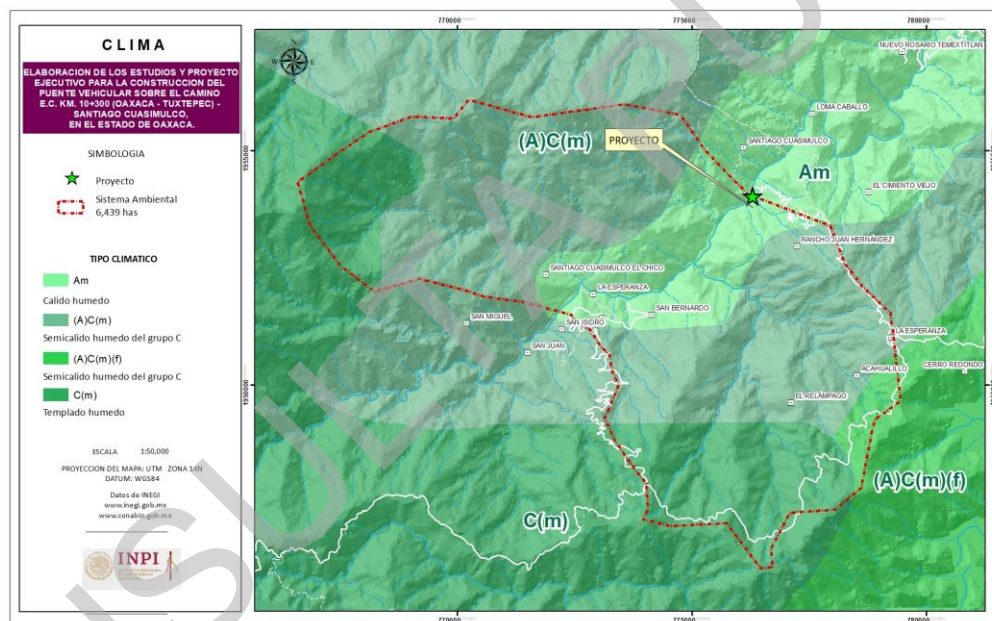 CLIMA
ELABORACION DE LOS ESTUDIOS Y PROYECTO
EJECUTIVO PARA LA CONSTRUCCION DEL
PUENTE VEHICULAR SOBRE EL CAMINO
E.C. KM. 10+300 (OAXACA - TUXTEPEC) -
SANTIAGO CUASIMULCO,
EN EL ESTADO DE OAXACA.
SIMBOLOGIA
Proyecto
Sistema Ambiental
6,439 has
TIPO CLIMATICO
Am
Calido humedo
(A)C(m)
Semicalido humedo del grupo C
(A)C(m)(f)
Semicalido humedo del grupo C
C(m)
Templado humedo
ESCALA 1:50,000
PROYECCION DEL MAPA: UTM ZONA 14N
DATUM: WGS84
Datos de INEGI
www.inegi.gob.mx
www.conabio.gob.mx
INPI
770000
775000
780000
N
W E
S
NUEVO ROSARIO TEMEXTITLAN
LOMA CABALLO
(A)C(m)
PROYECTO
SANTIAGO CUASIMULCO
1955000
Am
EL CIMIENTO VIEJO
RANCHO JUAN HERNÁNDEZ
SANTIAGO CUASIMULCO EL CHICO
LA ESPERANZA
SAN MIGUEL
SAN ISIDRO
SAN BERNARDO
LA ESPERANZA
SAN JUAN
ACAHUALILLO
CERRO REDONDO
1950000
EL RELÁMPAGO
(A)C(m)(f)
C(m)
770000
775000
780000